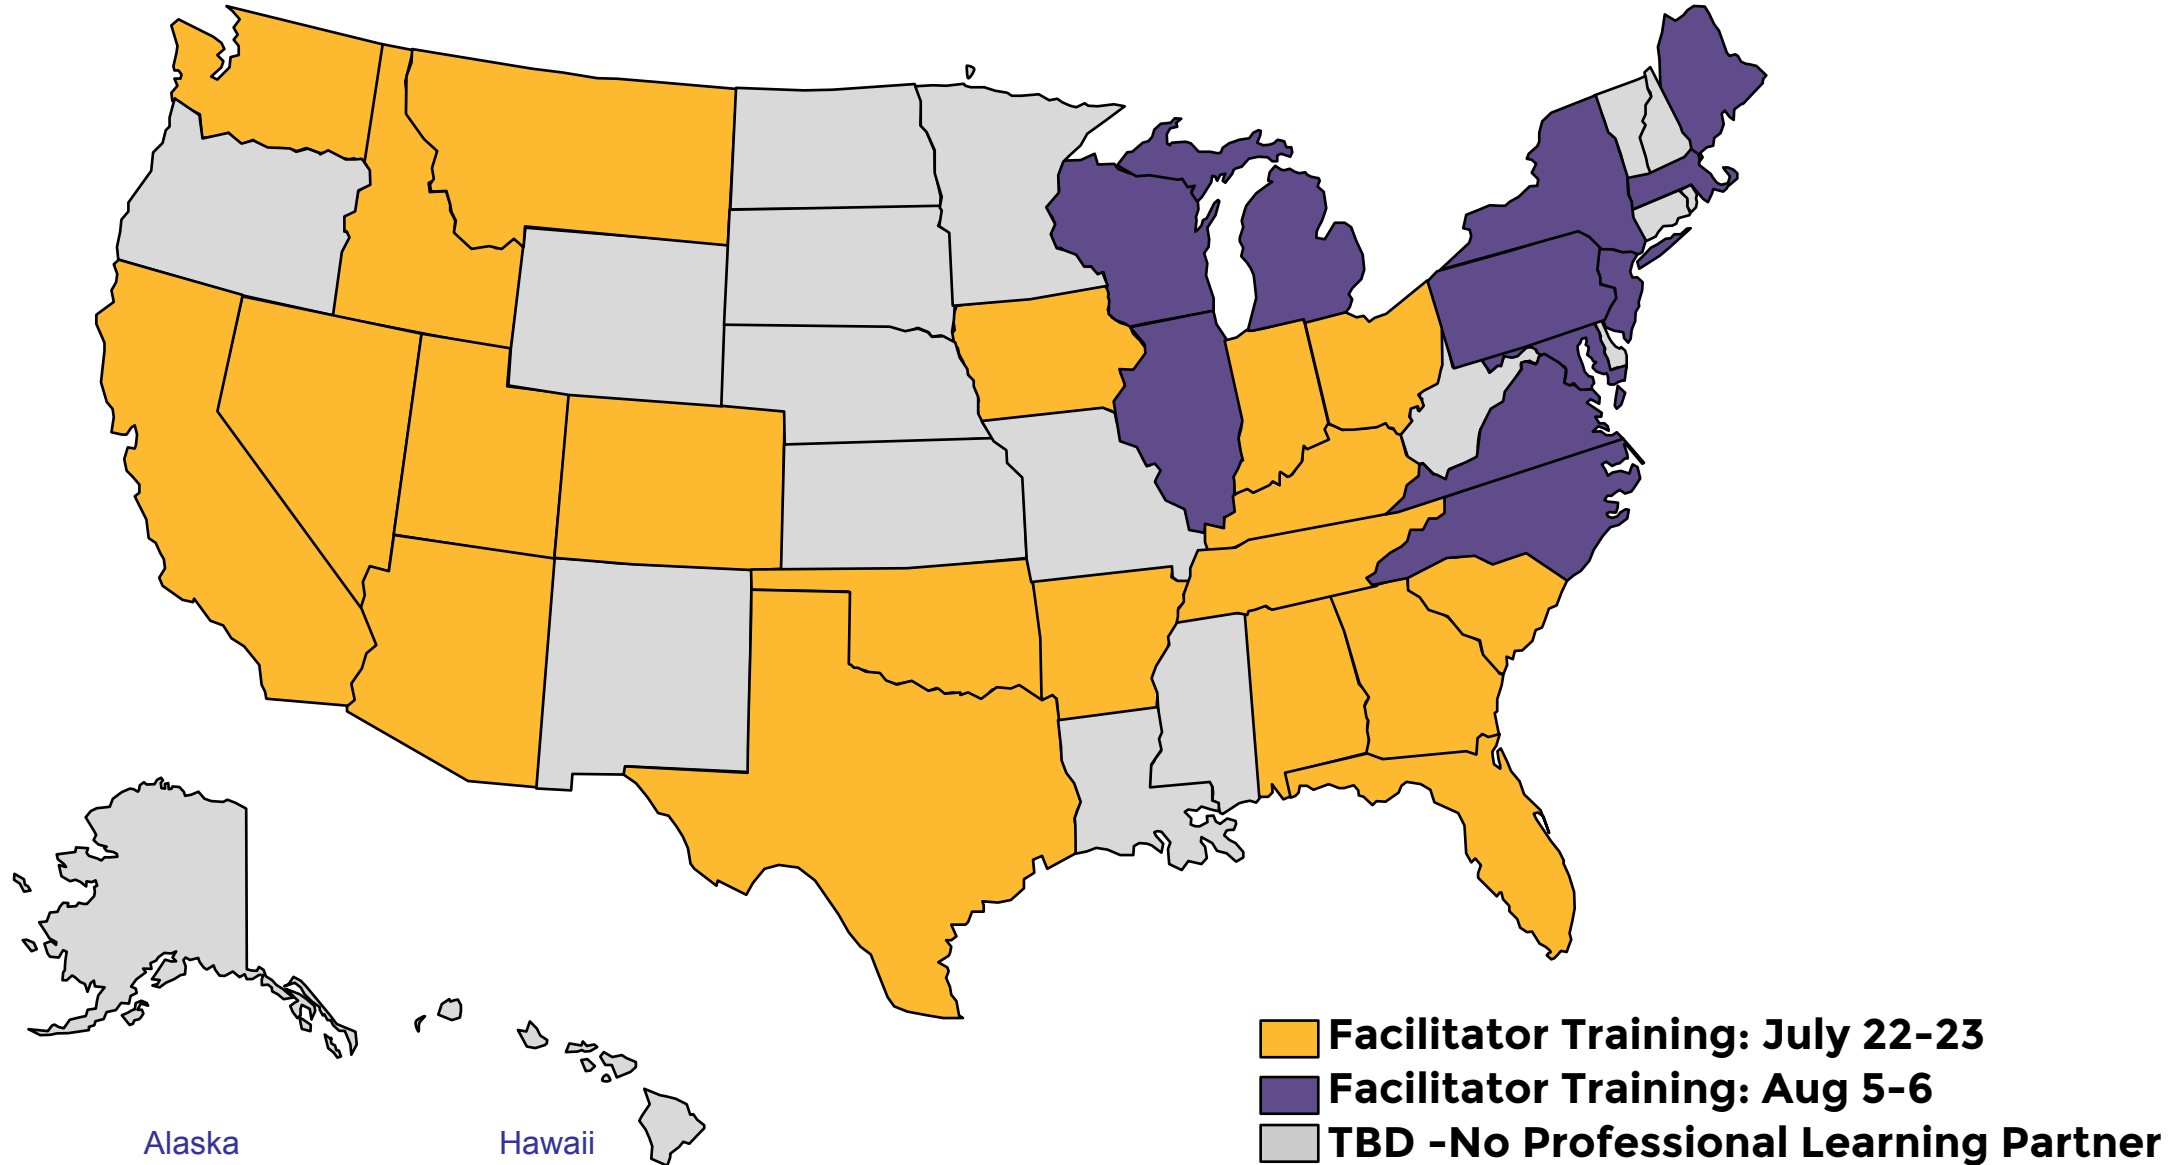 Facilitator Training: July 22-23
Facilitator Training: Aug 5-6
TBD -No Professional Learning Partner
Alaska
Hawaii